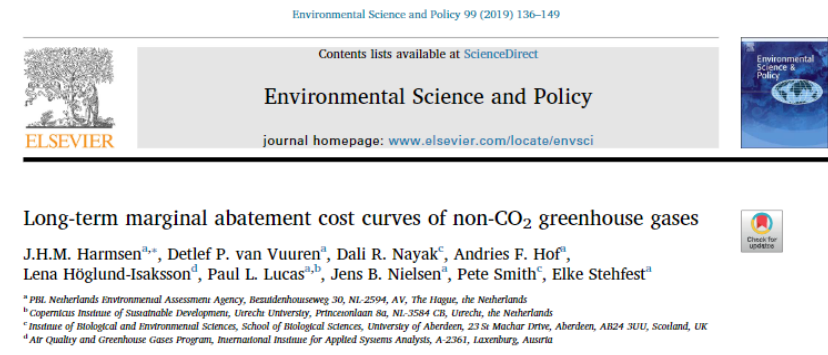 Environmental Science and Policy 99 (2019) 136–149
Contents lists available at ScienceDirect
Environmental Science and Policy
journal homepage: www.elsevier.com/locate/envsci
ELSEVIER
Environmental
Science &
Policy
Long-term marginal abatement cost curves of non-CO₂ greenhouse gases
Check for
updates
J.H.M. Harmsenᵃ,*, Detlef P. van Vuurenᵃ, Dali R. Nayakᶜ, Andries F. Hofᵃ,
Lena Höglund-Isakssonᵈ, Paul L. Lucasᵃ,ᵇ, Jens B. Nielsenᵃ, Pete Smithᶜ, Elke Stehfestᵃ
ᵃ PBL Netherlands Environmental Assessment Agency, Bezuidenhoutseweg 30, NL-2594, AV, The Hague, the Netherlands
ᵇ Copernicus Institute of Sustainable Development, Utrecht University, Princetonlaan 8a, NL-3584 CB, Utrecht, the Netherlands
ᶜ Institute of Biological and Environmental Sciences, School of Biological Sciences, University of Aberdeen, 23 St Machar Drive, Aberdeen, AB24 3UU, Scotland, UK
ᵈ Air Quality and Greenhouse Gases Program, International Institute for Applied Systems Analysis, A-2361, Laxenburg, Austria